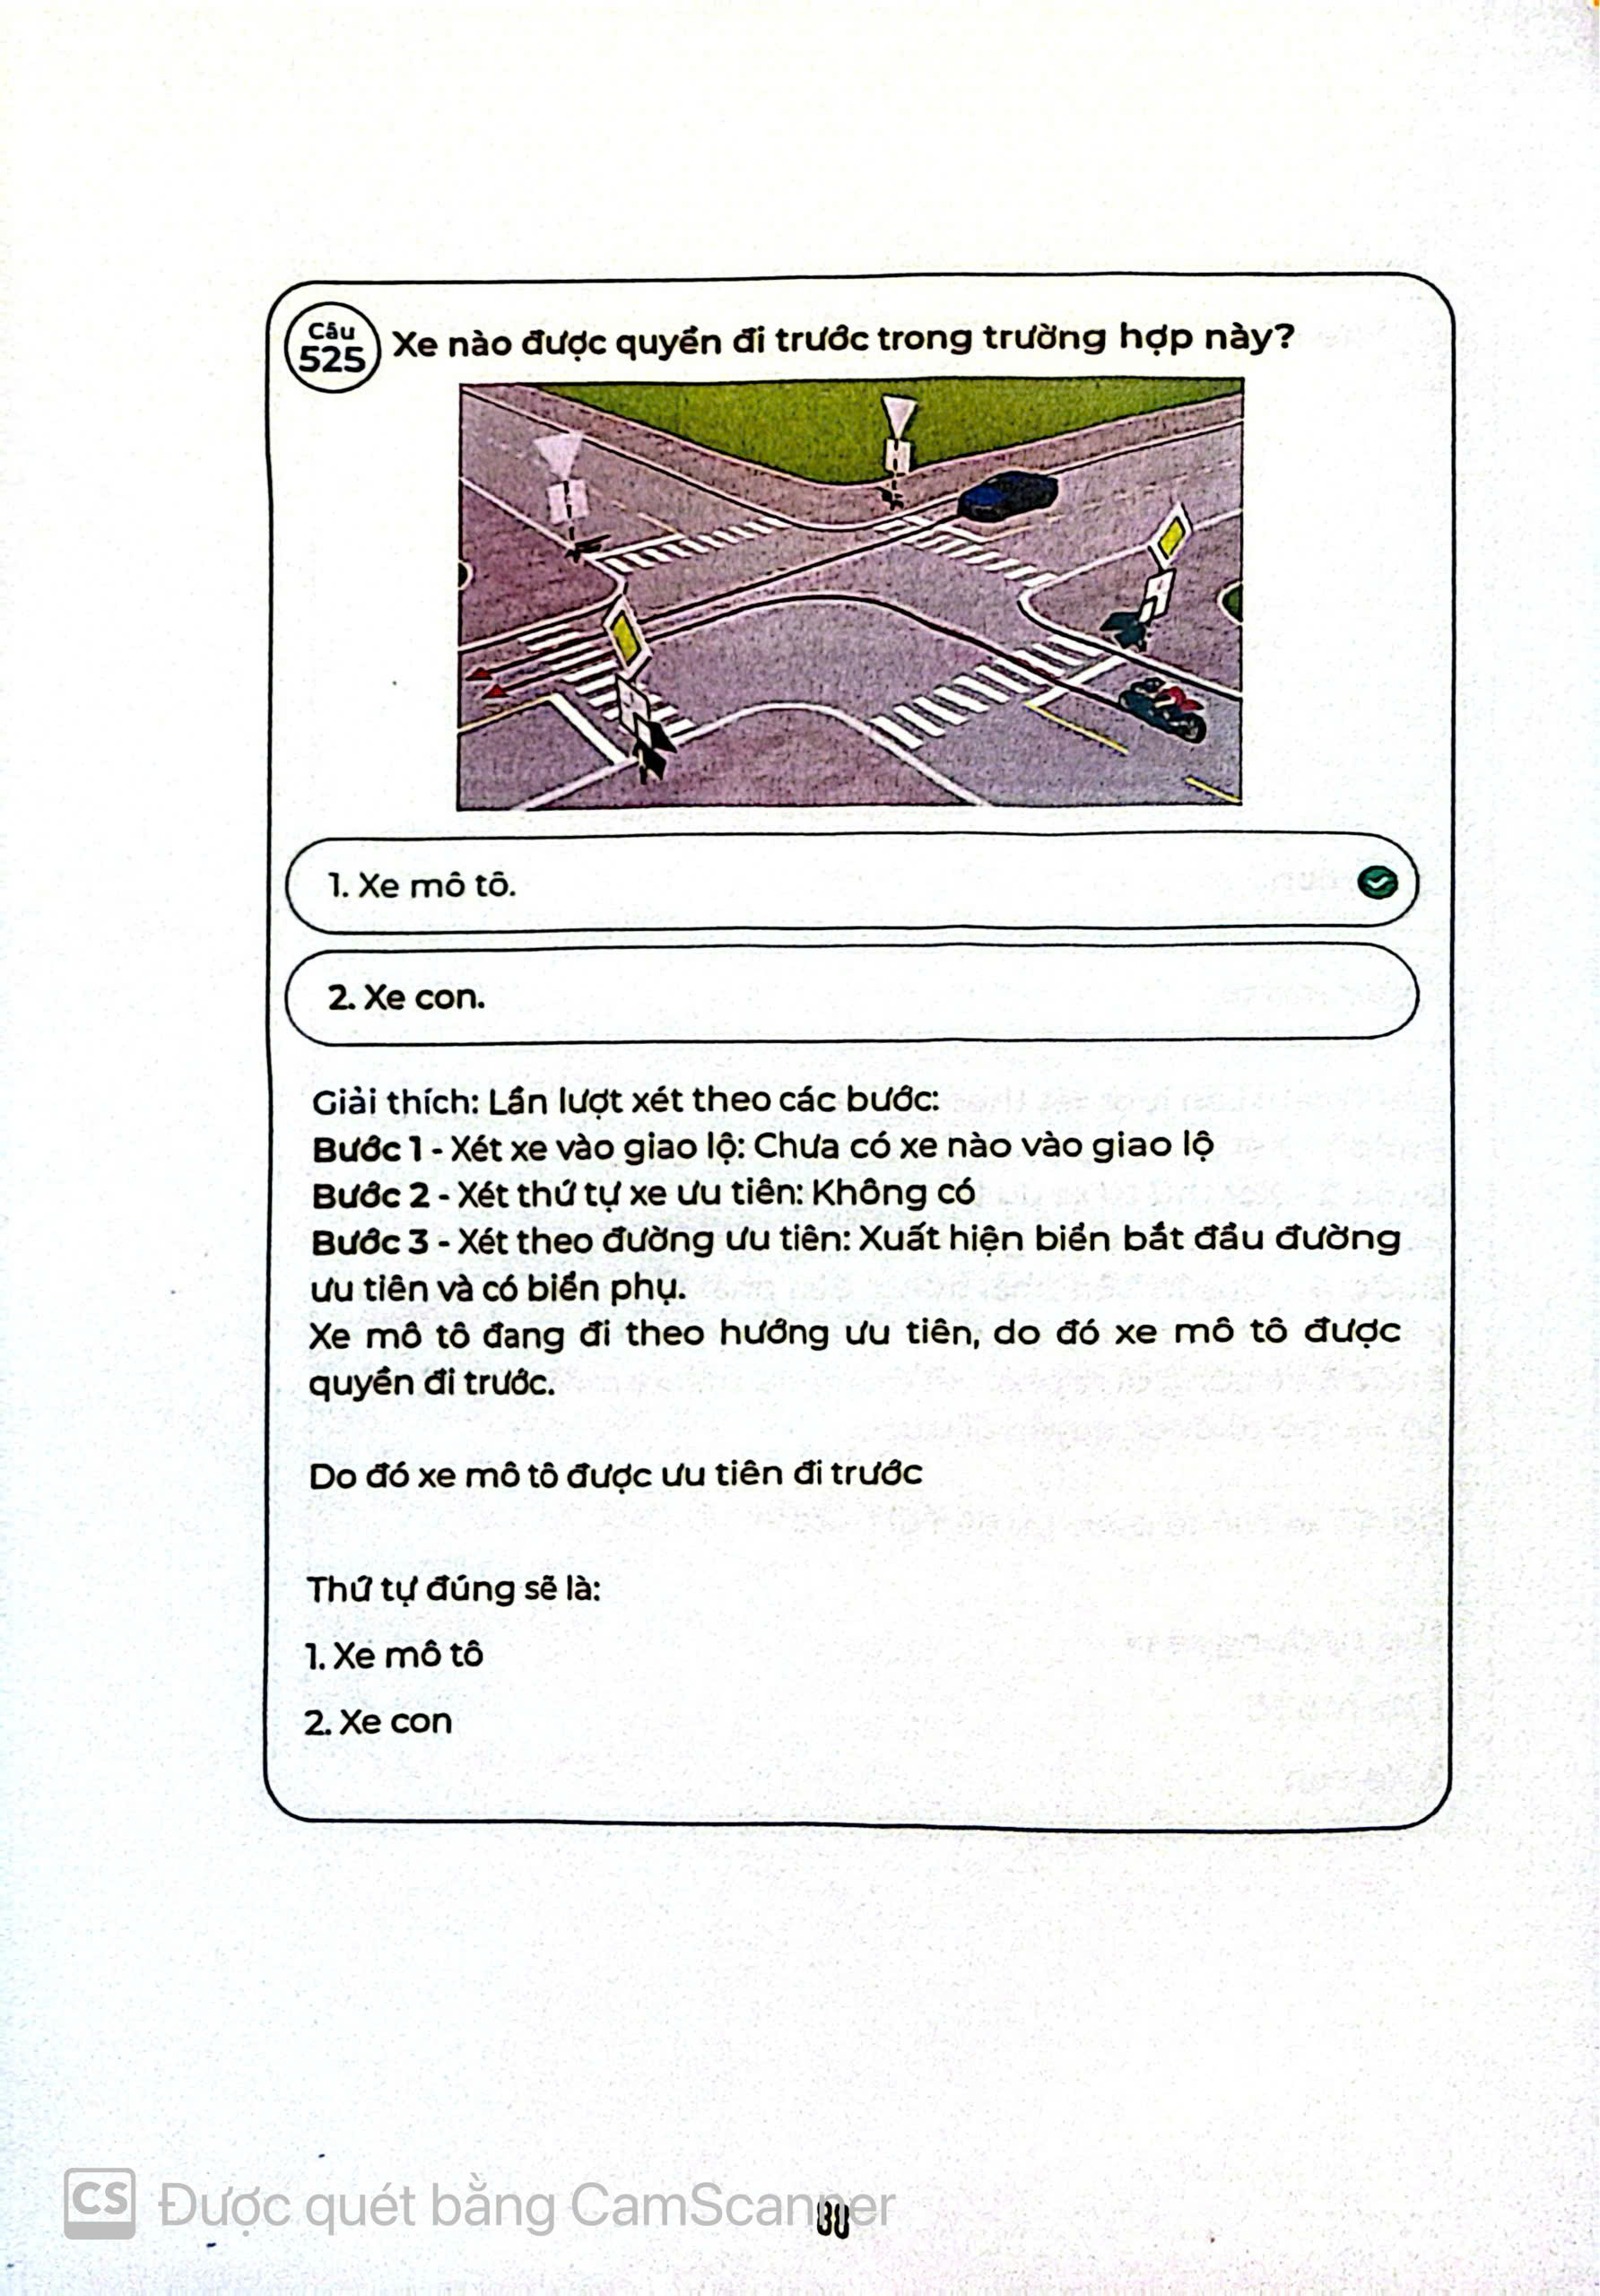 Câu
525
Xe nào được quyền đi trước trong trường hợp này?
1. Xe mô tô.
2. Xe con.
Giải thích: Lần lượt xét theo các bước:
Bước 1 - Xét xe vào giao lộ: Chưa có xe nào vào giao lộ
Bước 2 - Xét thứ tự xe ưu tiên: Không có
Bước 3 - Xét theo đường ưu tiên: Xuất hiện biển bắt đầu đường
ưu tiên và có biển phụ.
Xe mô tô đang đi theo hướng ưu tiên, do đó xe mô tô được
quyền đi trước.
Do đó xe mô tô được ưu tiên đi trước
Thứ tự đúng sẽ là:
1. Xe mô tô
2. Xe con
CS Được quét bằng CamScanner